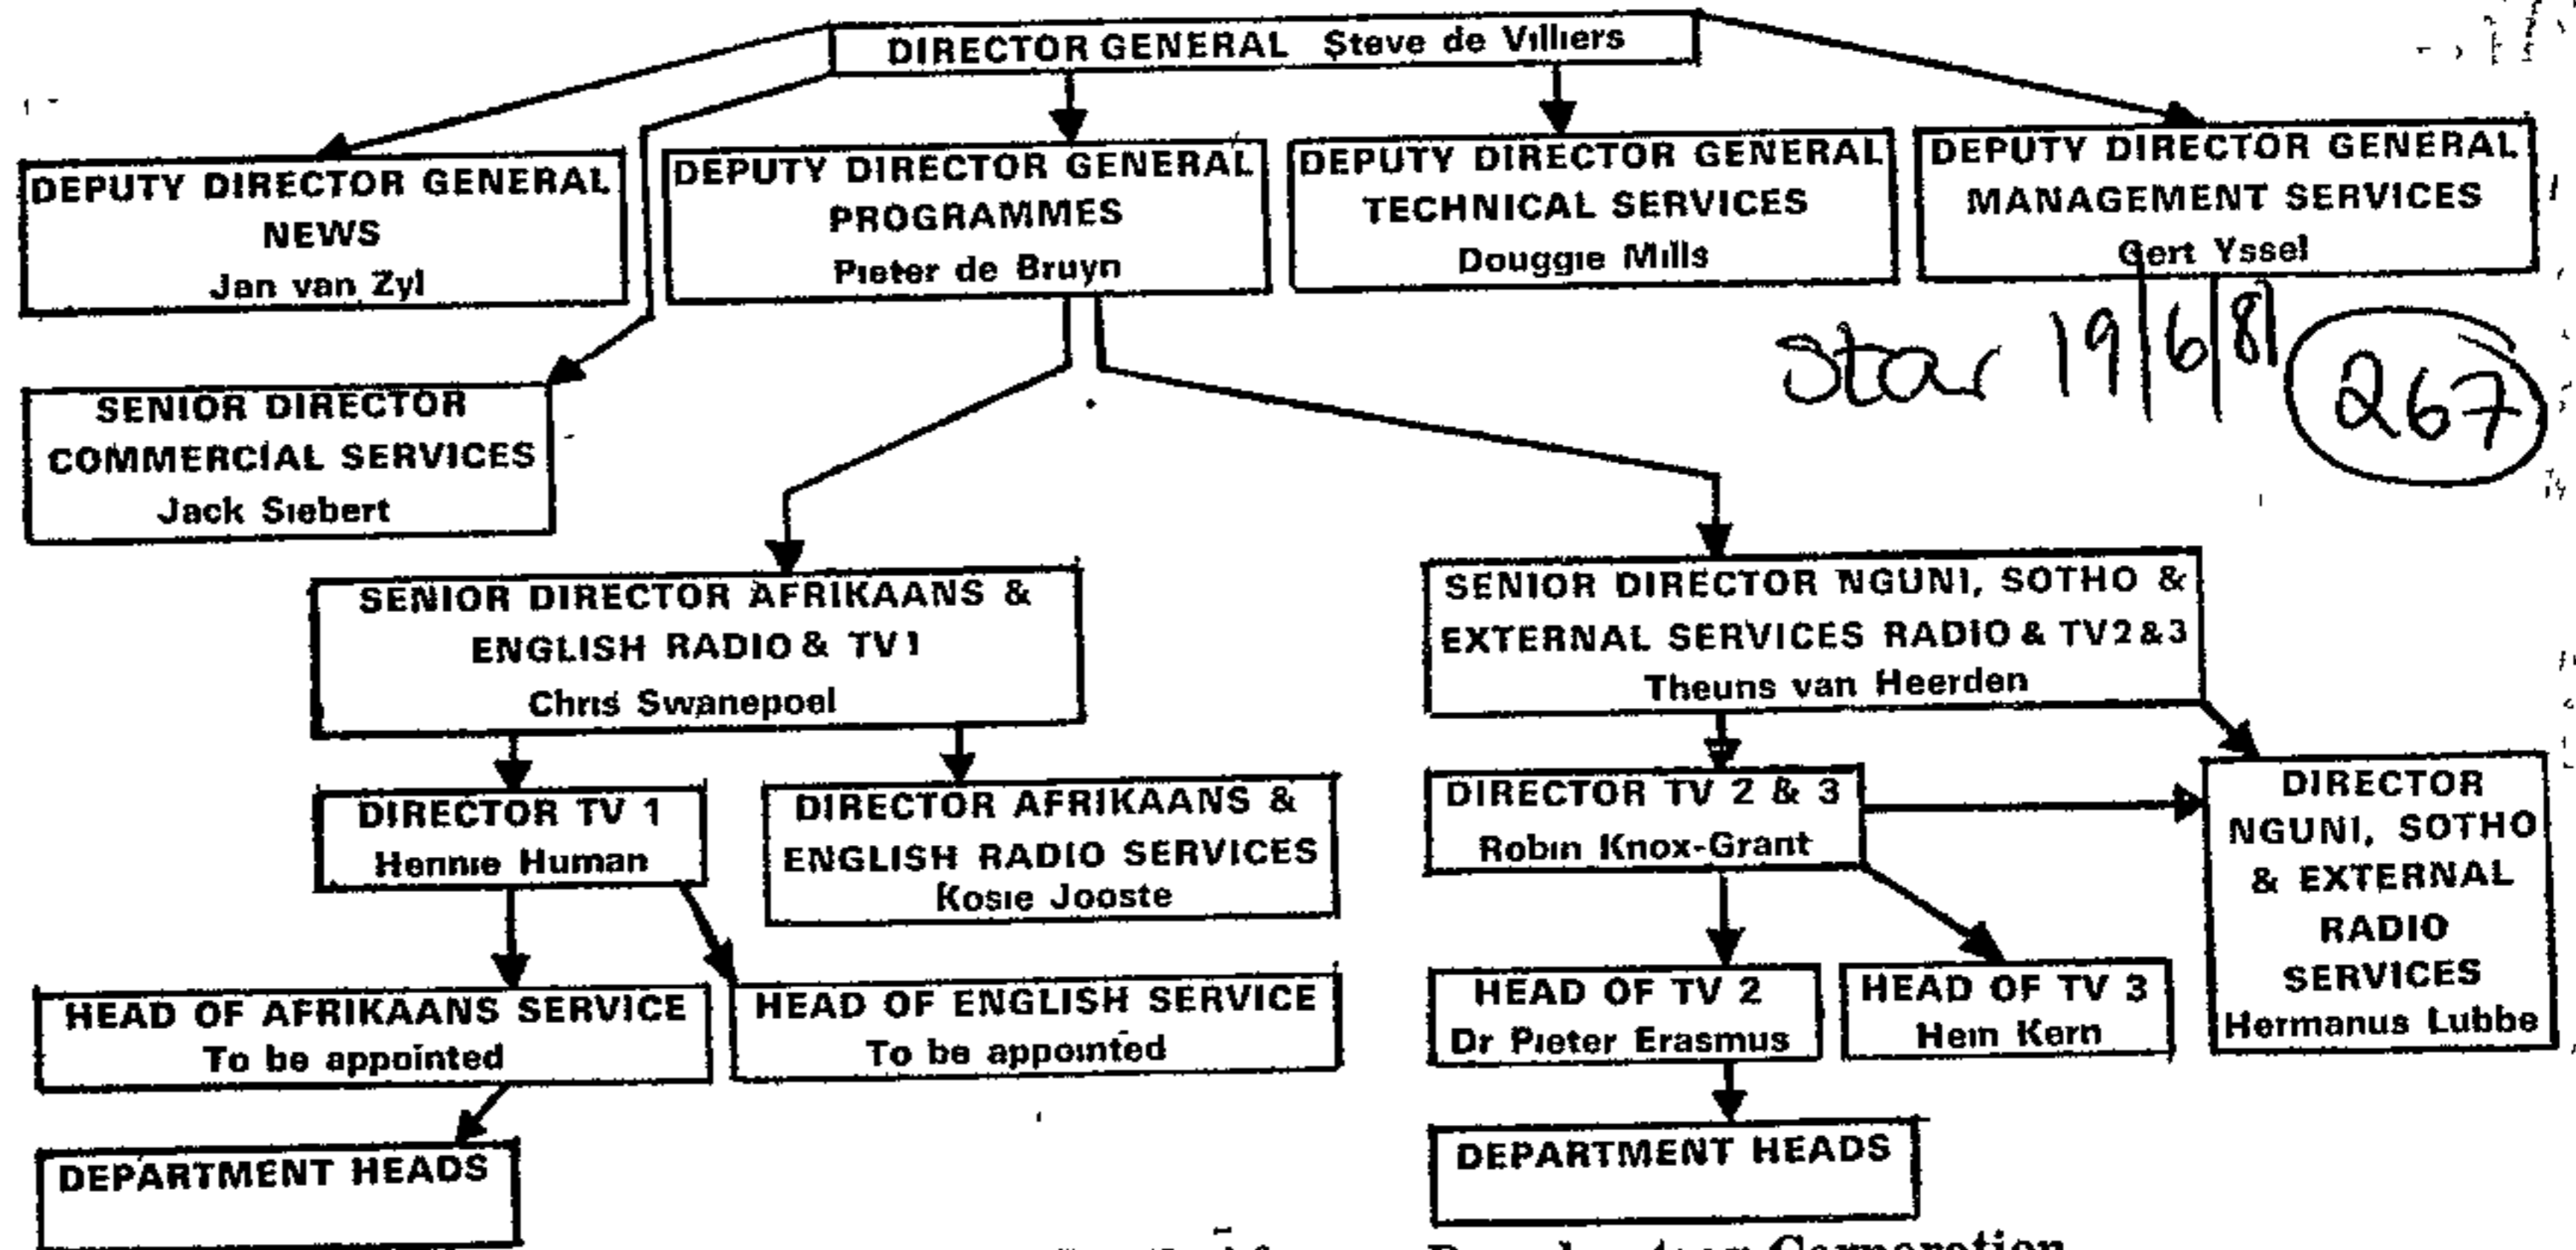 DIRECTOR GENERAL Steve de Villiers
DEPUTY DIRECTOR GENERAL
NEWS
Jan van Zyl
DEPUTY DIRECTOR GENERAL
PROGRAMMES
Pieter de Bruyn
DEPUTY DIRECTOR GENERAL
TECHNICAL SERVICES
Douggie Mills
DEPUTY DIRECTOR GENERAL
MANAGEMENT SERVICES
Gert Yssel
Star 19/6/81
267
SENIOR DIRECTOR
COMMERCIAL SERVICES
Jack Siebert
SENIOR DIRECTOR AFRIKAANS &
ENGLISH RADIO & TV1
Chris Swanepoel
SENIOR DIRECTOR NGUNI, SOTHO &
EXTERNAL SERVICES RADIO & TV2&3
Theuns van Heerden
DIRECTOR TV 1
Hennie Human
DIRECTOR AFRIKAANS &
ENGLISH RADIO SERVICES
Kosie Jooste
DIRECTOR TV 2 & 3
Robin Knox-Grant
DIRECTOR
NGUNI, SOTHO
& EXTERNAL
RADIO
SERVICES
Hermanus Lubbe
HEAD OF AFRIKAANS SERVICE
To be appointed
HEAD OF ENGLISH SERVICE
To be appointed
HEAD OF TV 2
Dr Pieter Erasmus
HEAD OF TV 3
Hein Kern
DEPARTMENT HEADS
DEPARTMENT HEADS
Corporation